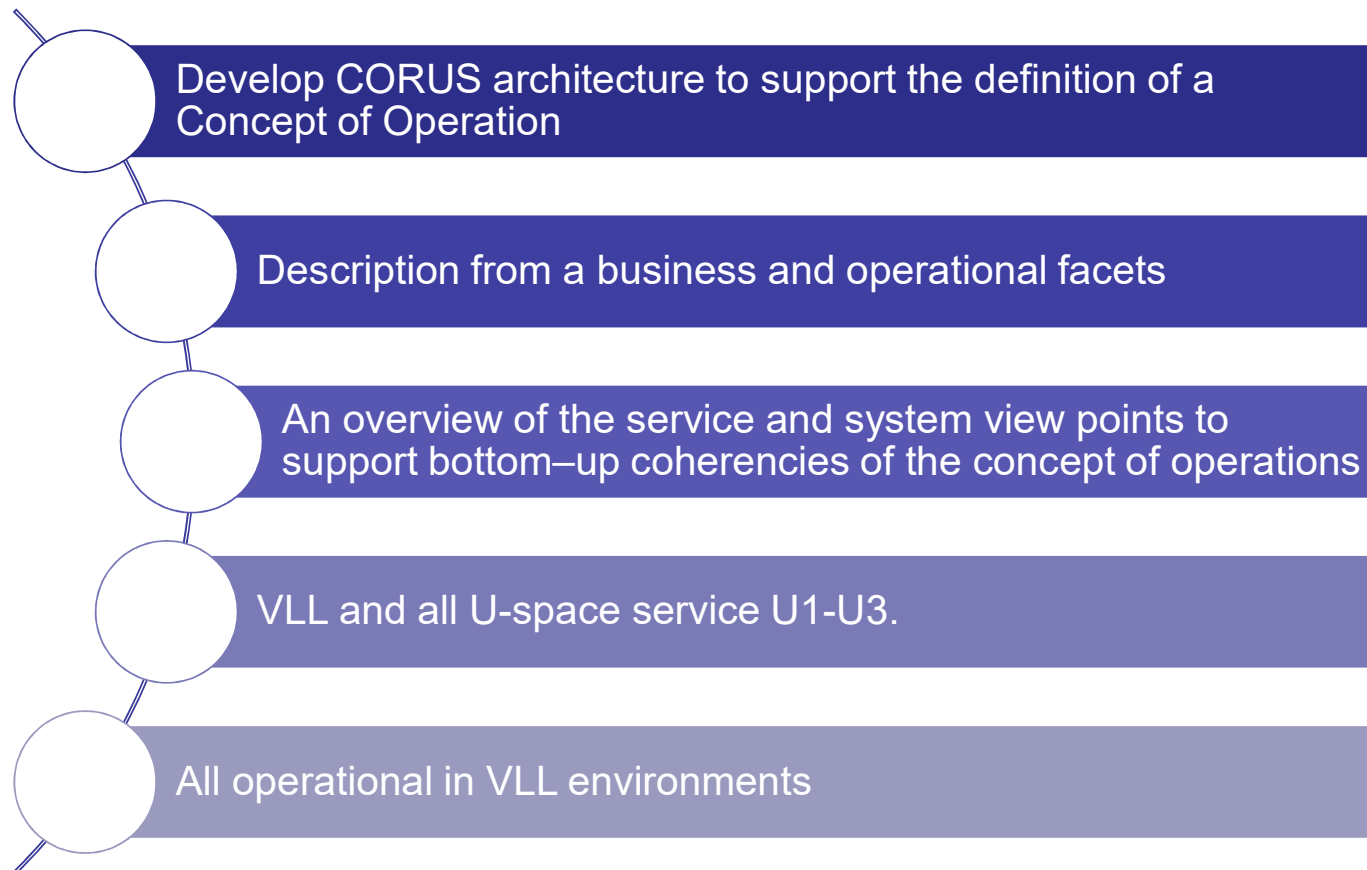 Develop CORUS architecture to support the definition of a
Concept of Operation
Description from a business and operational facets
An overview of the service and system view points to
support bottom–up coherencies of the concept of operations
VLL and all U-space service U1-U3.
All operational in VLL environments